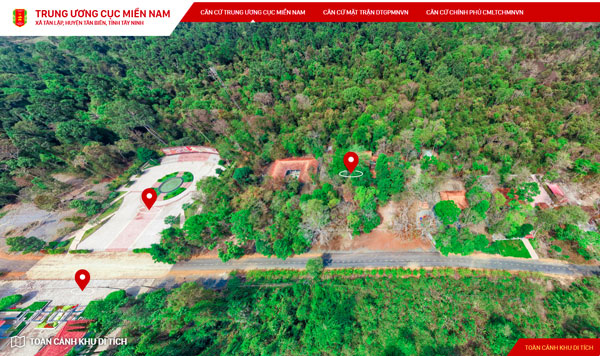 TRUNG ƯƠNG CỤC MIỀN NAM
XÃ TÂN LẬP, HUYỆN TÂN BIÊN, TỈNH TÂY NINH
CĂN CỨ TRUNG ƯƠNG CỤC MIỀN NAM
CĂN CỨ MẶT TRẬN DTGPMNVN
CĂN CỨ CHÍNH PHỦ CMLTCHMNVN
TOÀN CẢNH KHU DI TÍCH
TOÀN CẢNH KHU DI TÍCH